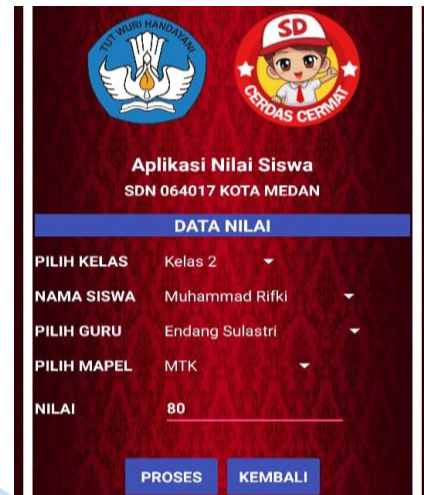 TUT WURI HANDAYANI
SD
CERDAS CERMAT
Aplikasi Nilai Siswa
SDN 064017 KOTA MEDAN
DATA NILAI
PILIH KELAS Kelas 2
NAMA SISWA Muhammad Rifki
PILIH GURU Endang Sulastri
PILIH MAPEL MTK
NILAI 80
PROSES KEMBALI